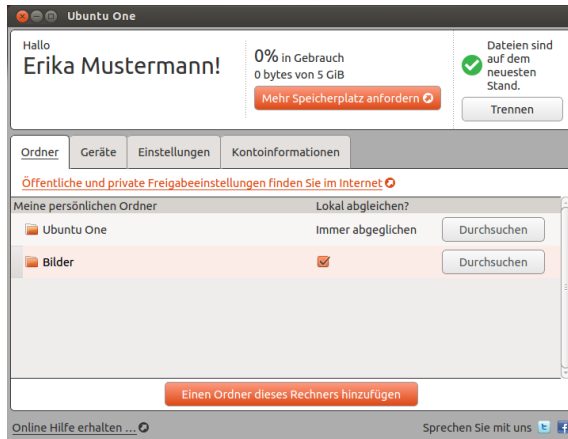 Ubuntu One
Hallo
Erika Mustermann!
0% in Gebrauch
0 bytes von 5 GiB
Mehr Speicherplatz anfordern
Dateien sind
auf dem
neuesten
Stand.
Trennen
Ordner Geräte Einstellungen Kontoinformationen
Öffentliche und private Freigabeeinstellungen finden Sie im Internet
Meine persönlichen Ordner Lokal abgleichen?
Ubuntu One Immer abgeglichen Durchsuchen
Bilder Durchsuchen
Einen Ordner dieses Rechners hinzufügen
Online Hilfe erhalten ... Sprechen Sie mit uns